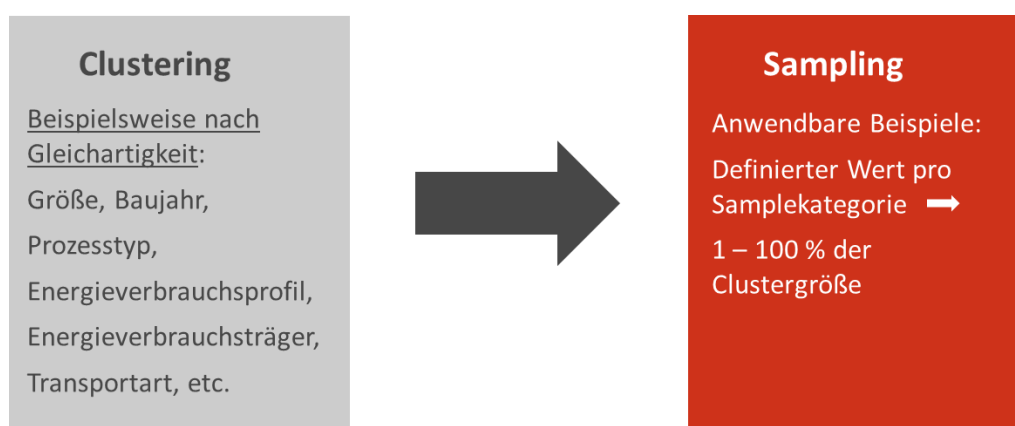 Clustering
Beispielsweise nach
Gleichartigkeit:
Größe, Baujahr,
Prozesstyp,
Energieverbrauchsprofil,
Energieverbrauchsträger,
Transportart, etc.
Sampling
Anwendbare Beispiele:
Definierter Wert pro
Samplekategorie
1 – 100 % der
Clustergröße